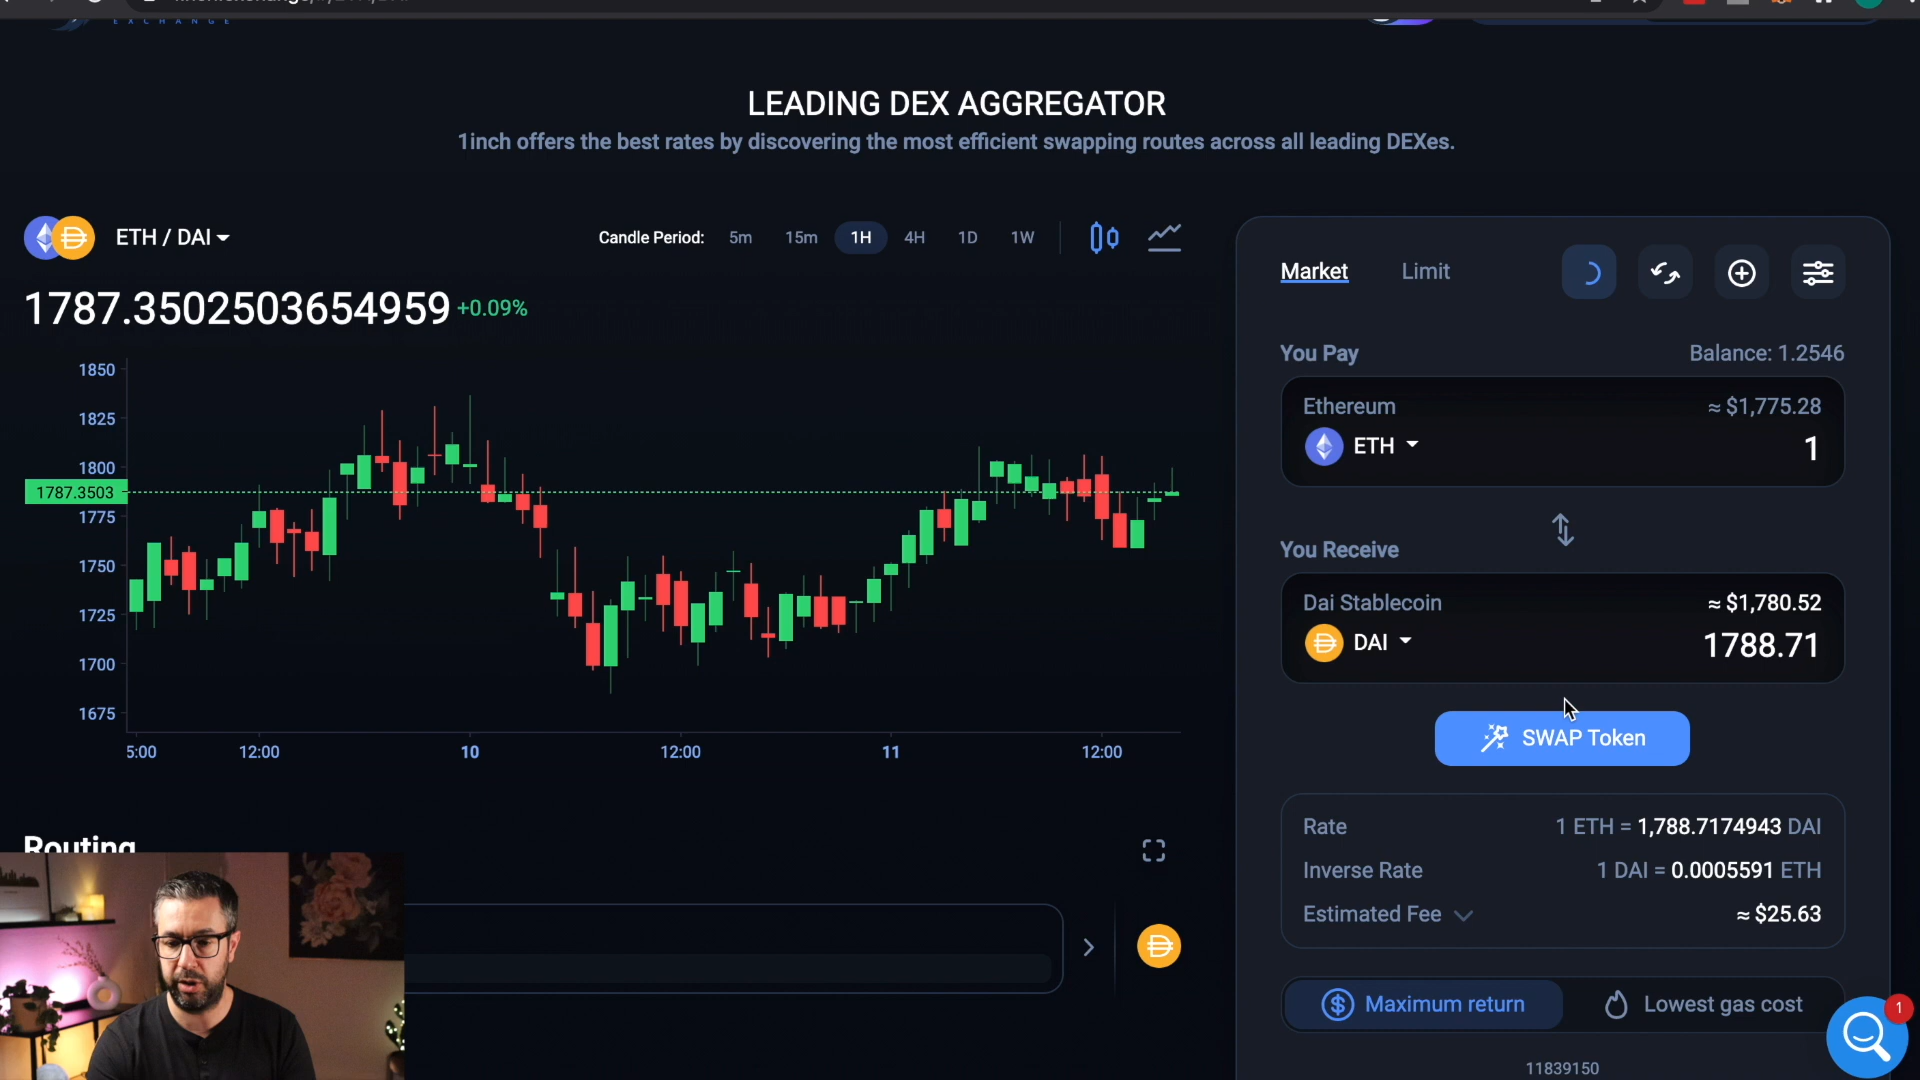 EXCHANGE
LEADING DEX AGGREGATOR
1inch offers the best rates by discovering the most efficient swapping routes across all leading DEXes.
ETH / DAI
Candle Period:
5m
15m
1H
4H
1D
1W
1787.3502503654959
+0.09%
1850
1825
1800
1787.3503
1775
1750
1725
1700
1675
5:00
12:00
10
12:00
11
12:00
Routing
Market
Limit
You Pay
Balance: 1.2546
Ethereum
≈ $1,775.28
ETH
1
You Receive
Dai Stablecoin
≈ $1,780.52
DAI
1788.71
SWAP Token
Rate
1 ETH = 1,788.7174943 DAI
Inverse Rate
1 DAI = 0.0005591 ETH
Estimated Fee
≈ $25.63
Maximum return
Lowest gas cost
1
11839150